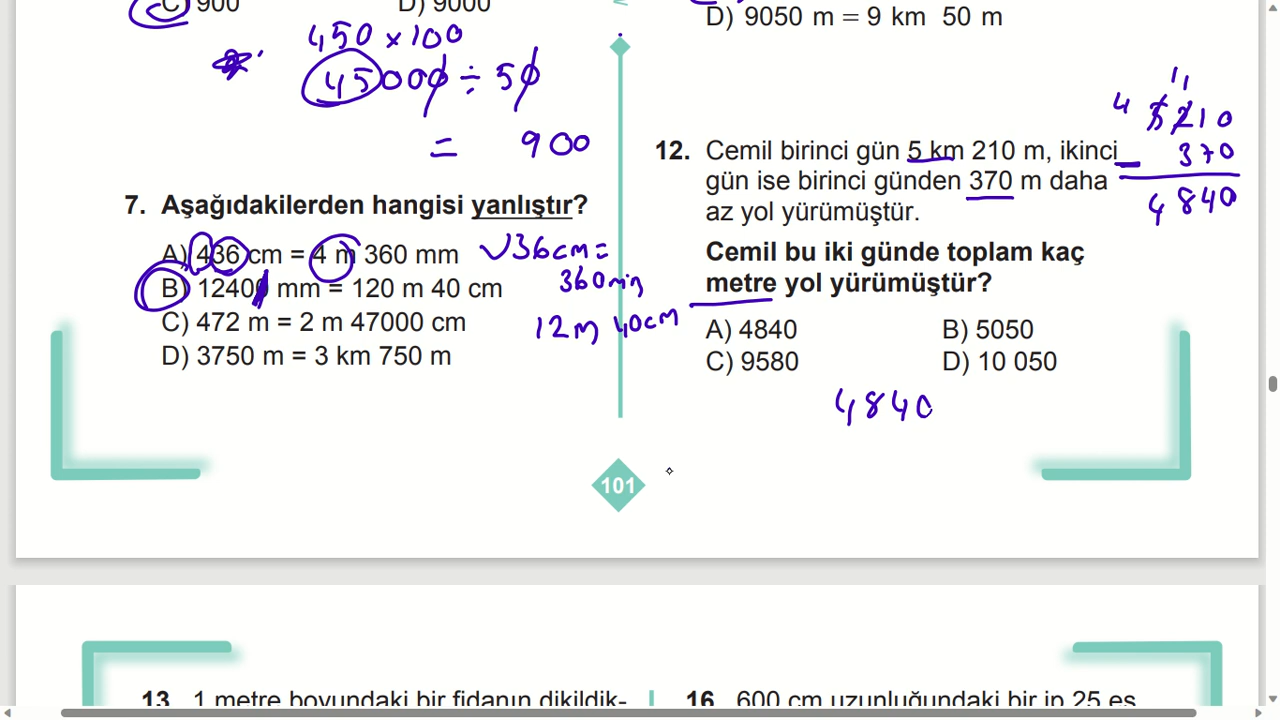 C) 900 D) 9000
450 x 100
45000 ÷ 50
= 900
7. Aşağıdakilerden hangisi yanlıştır?
A) 436 cm = 4 m 360 mm
36cm =
360
B) 12400 mm = 120 m 40 cm
12m 40cm
C) 472 m = 2 m 47000 cm
D) 3750 m = 3 km 750 m
D) 9050 m = 9 km 50 m
12. Cemil birinci gün 5 km 210 m, ikinci
gün ise birinci günden 370 m daha
az yol yürümüştür.
11
4 5210
- 370
4840
Cemil bu iki günde toplam kaç
metre yol yürümüştür?
A) 4840 B) 5050
C) 9580 D) 10 050
4840
101
13 1 metre boyundaki bir fidanın dikildik-
16 600 cm uzunluğundaki bir ip 25 eş